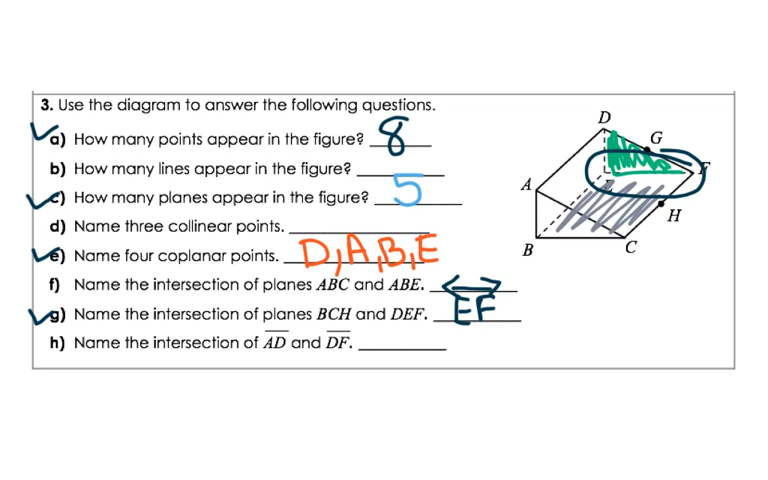 3. Use the diagram to answer the following questions.
a) How many points appear in the figure? 8
b) How many lines appear in the figure?
c) How many planes appear in the figure? 5
d) Name three collinear points.
e) Name four coplanar points. D, A, B, E
f) Name the intersection of planes ABC and ABE.
g) Name the intersection of planes BCH and DEF. EF
h) Name the intersection of AD and DF.
D
G
F
A
H
B
C